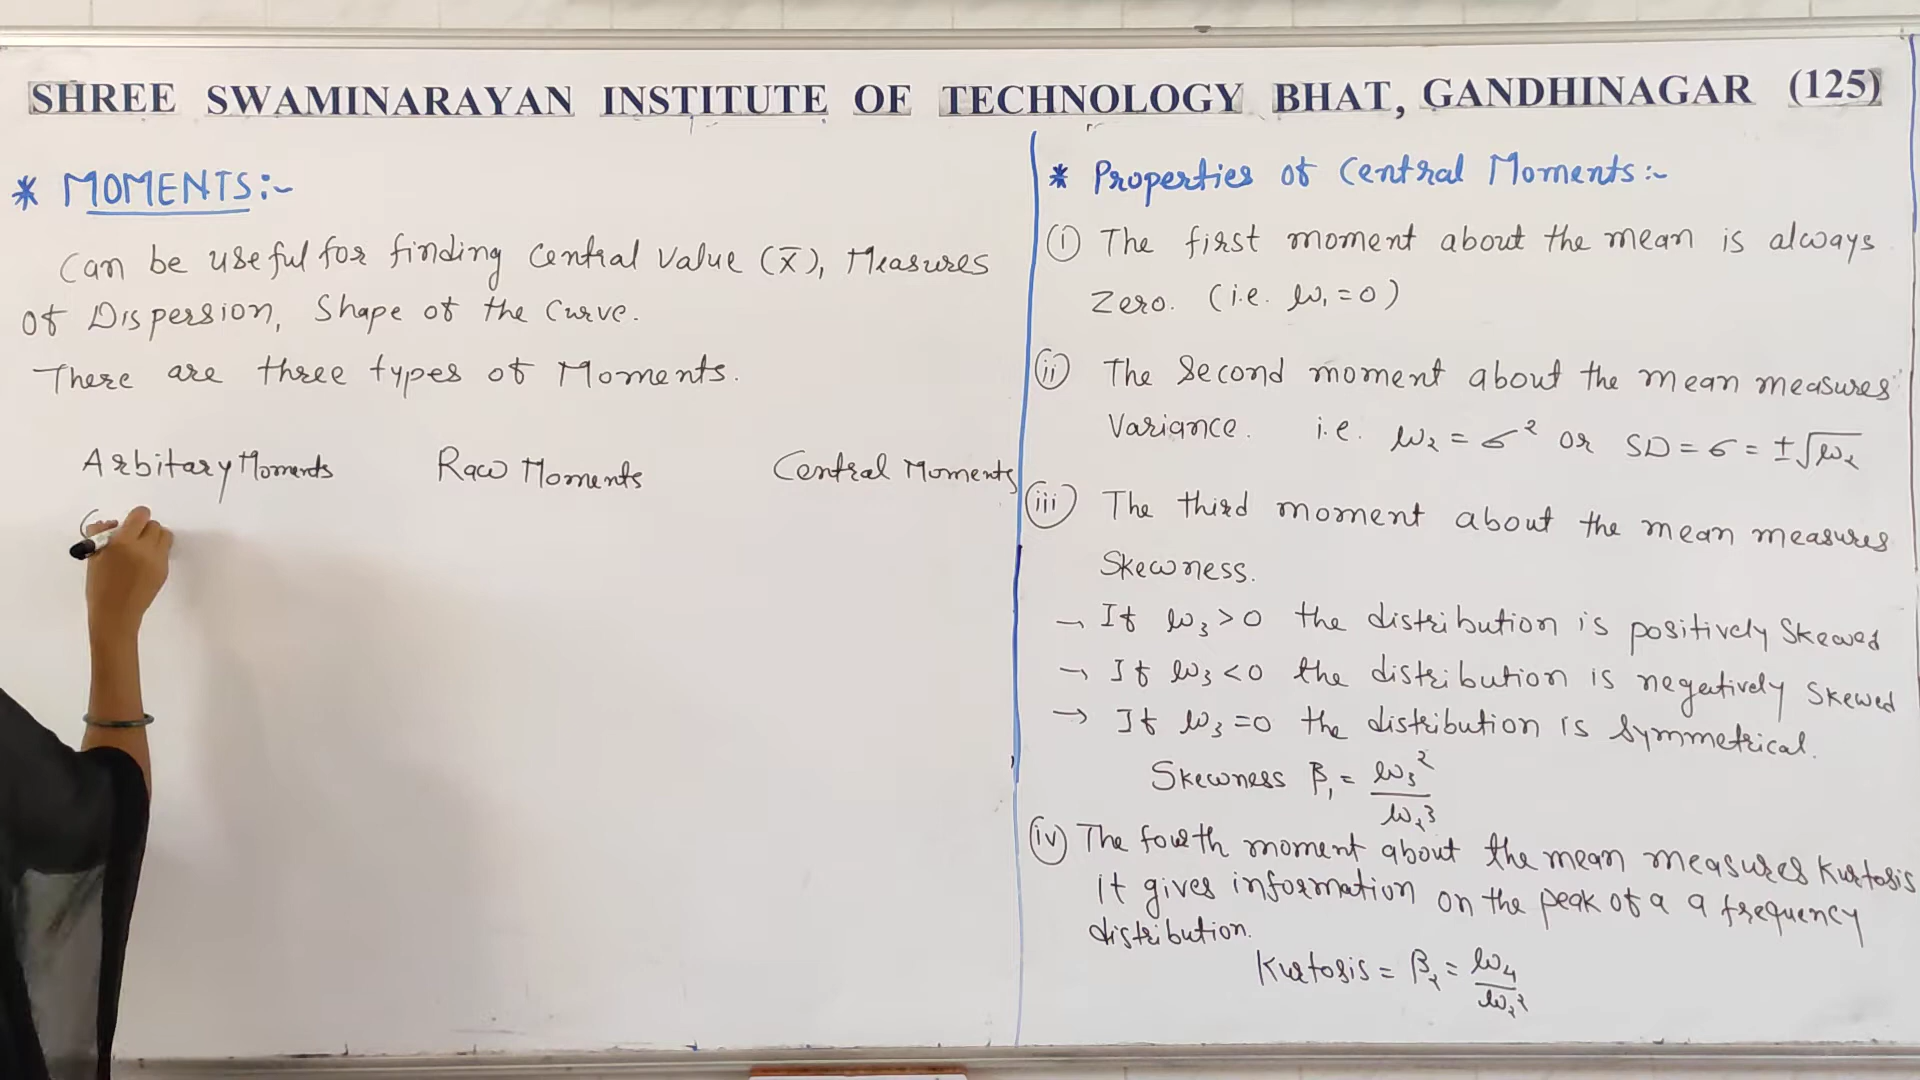 SHREE SWAMINARAYAN INSTITUTE OF TECHNOLOGY BHAT, GANDHINAGAR (125)
* MOMENTS:-
Can be useful for finding Central Value (x̄), Measures
of Dispersion, Shape of the Curve.
There are three types of Moments.
Arbitary Moments Raw Moments Central Moments
(
* Properties of Central Moments:-
(i) The first moment about the mean is always
Zero. (i.e. μ₁=0)
(ii) The Second moment about the mean measures
Variance. i.e. μ₂ = σ² or SD = σ = ±√μ₂
(iii) The third moment about the mean measures
Skewness.
→ If μ₃>0 the distribution is positively Skewed
→ If μ₃<0 the distribution is negatively Skewed
→ If μ₃=0 the distribution is Symmetrical.
Skewness β₁ = μ₃²/μ₂³
(iv) The fourth moment about the mean measures Kurtosis
it gives information on the peak of a a frequency
distribution.
Kurtosis = β₂ = μ₄/μ₂²